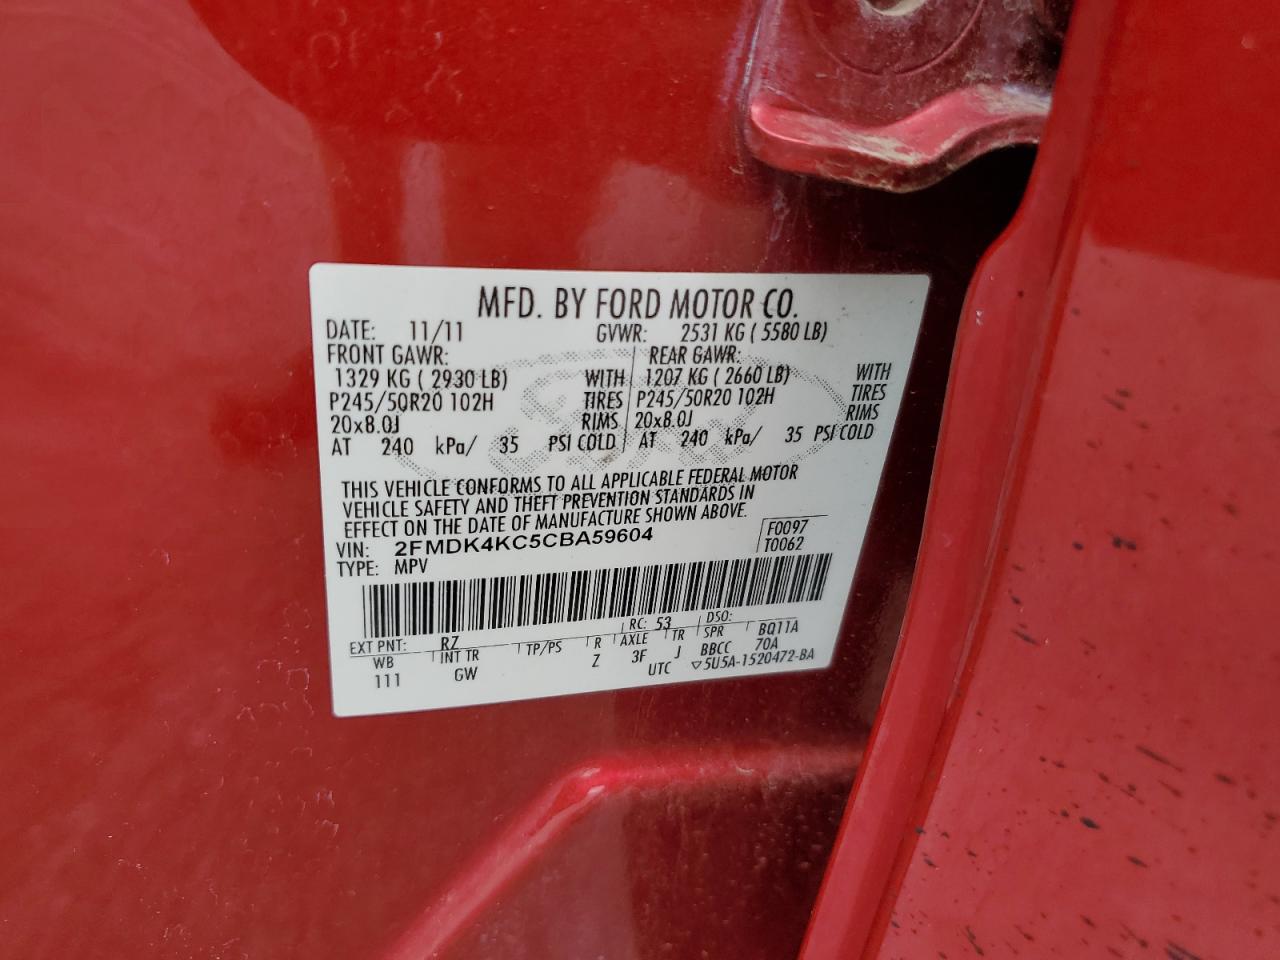 MFD. BY FORD MOTOR CO.
DATE: 11/11 GVWR: 2531 KG ( 5580 LB)
FRONT GAWR: REAR GAWR:
1329 KG ( 2930 LB) WITH 1207 KG ( 2660 LB) WITH
P245/50R20 102H TIRES P245/50R20 102H TIRES
20x8.0J RIMS 20x8.0J RIMS
AT 240 kPa/ 35 PSI COLD AT 240 kPa/ 35 PSI COLD
Ford
THIS VEHICLE CONFORMS TO ALL APPLICABLE FEDERAL MOTOR
VEHICLE SAFETY AND THEFT PREVENTION STANDARDS IN
EFFECT ON THE DATE OF MANUFACTURE SHOWN ABOVE.
VIN: 2FMDK4KC5CBA59604 F0097
TYPE: MPV T0062
EXT PNT: RZ RC: 53 DSO:
WB INT TR TP/PS R AXLE TR SPR BQ11A
111 GW Z 3F J BBCC 70A
UTC ▽5U5A-1520472-BA